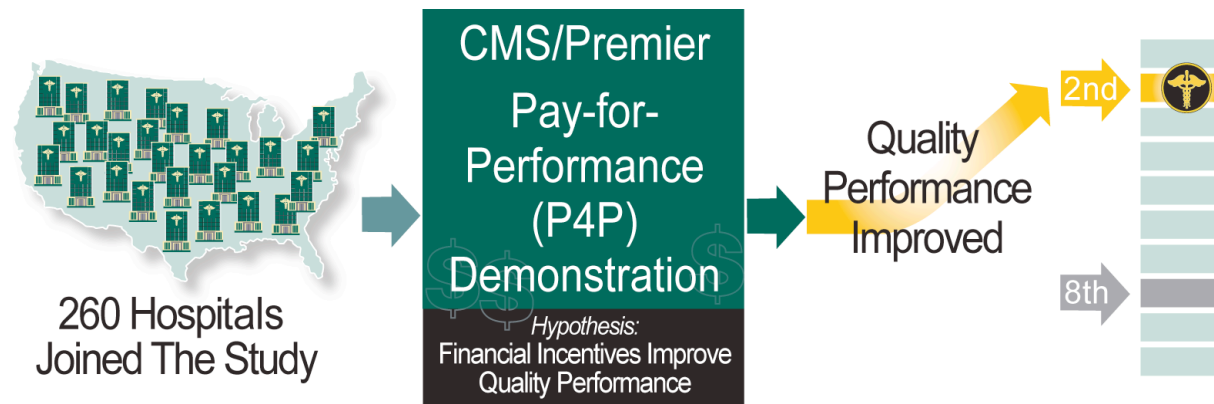 260 Hospitals
Joined The Study
CMS/Premier
Pay-for-
Performance
(P4P)
Demonstration
$
$
$
Hypothesis:
Financial Incentives Improve
Quality Performance
Quality
Performance
Improved
2nd
8th